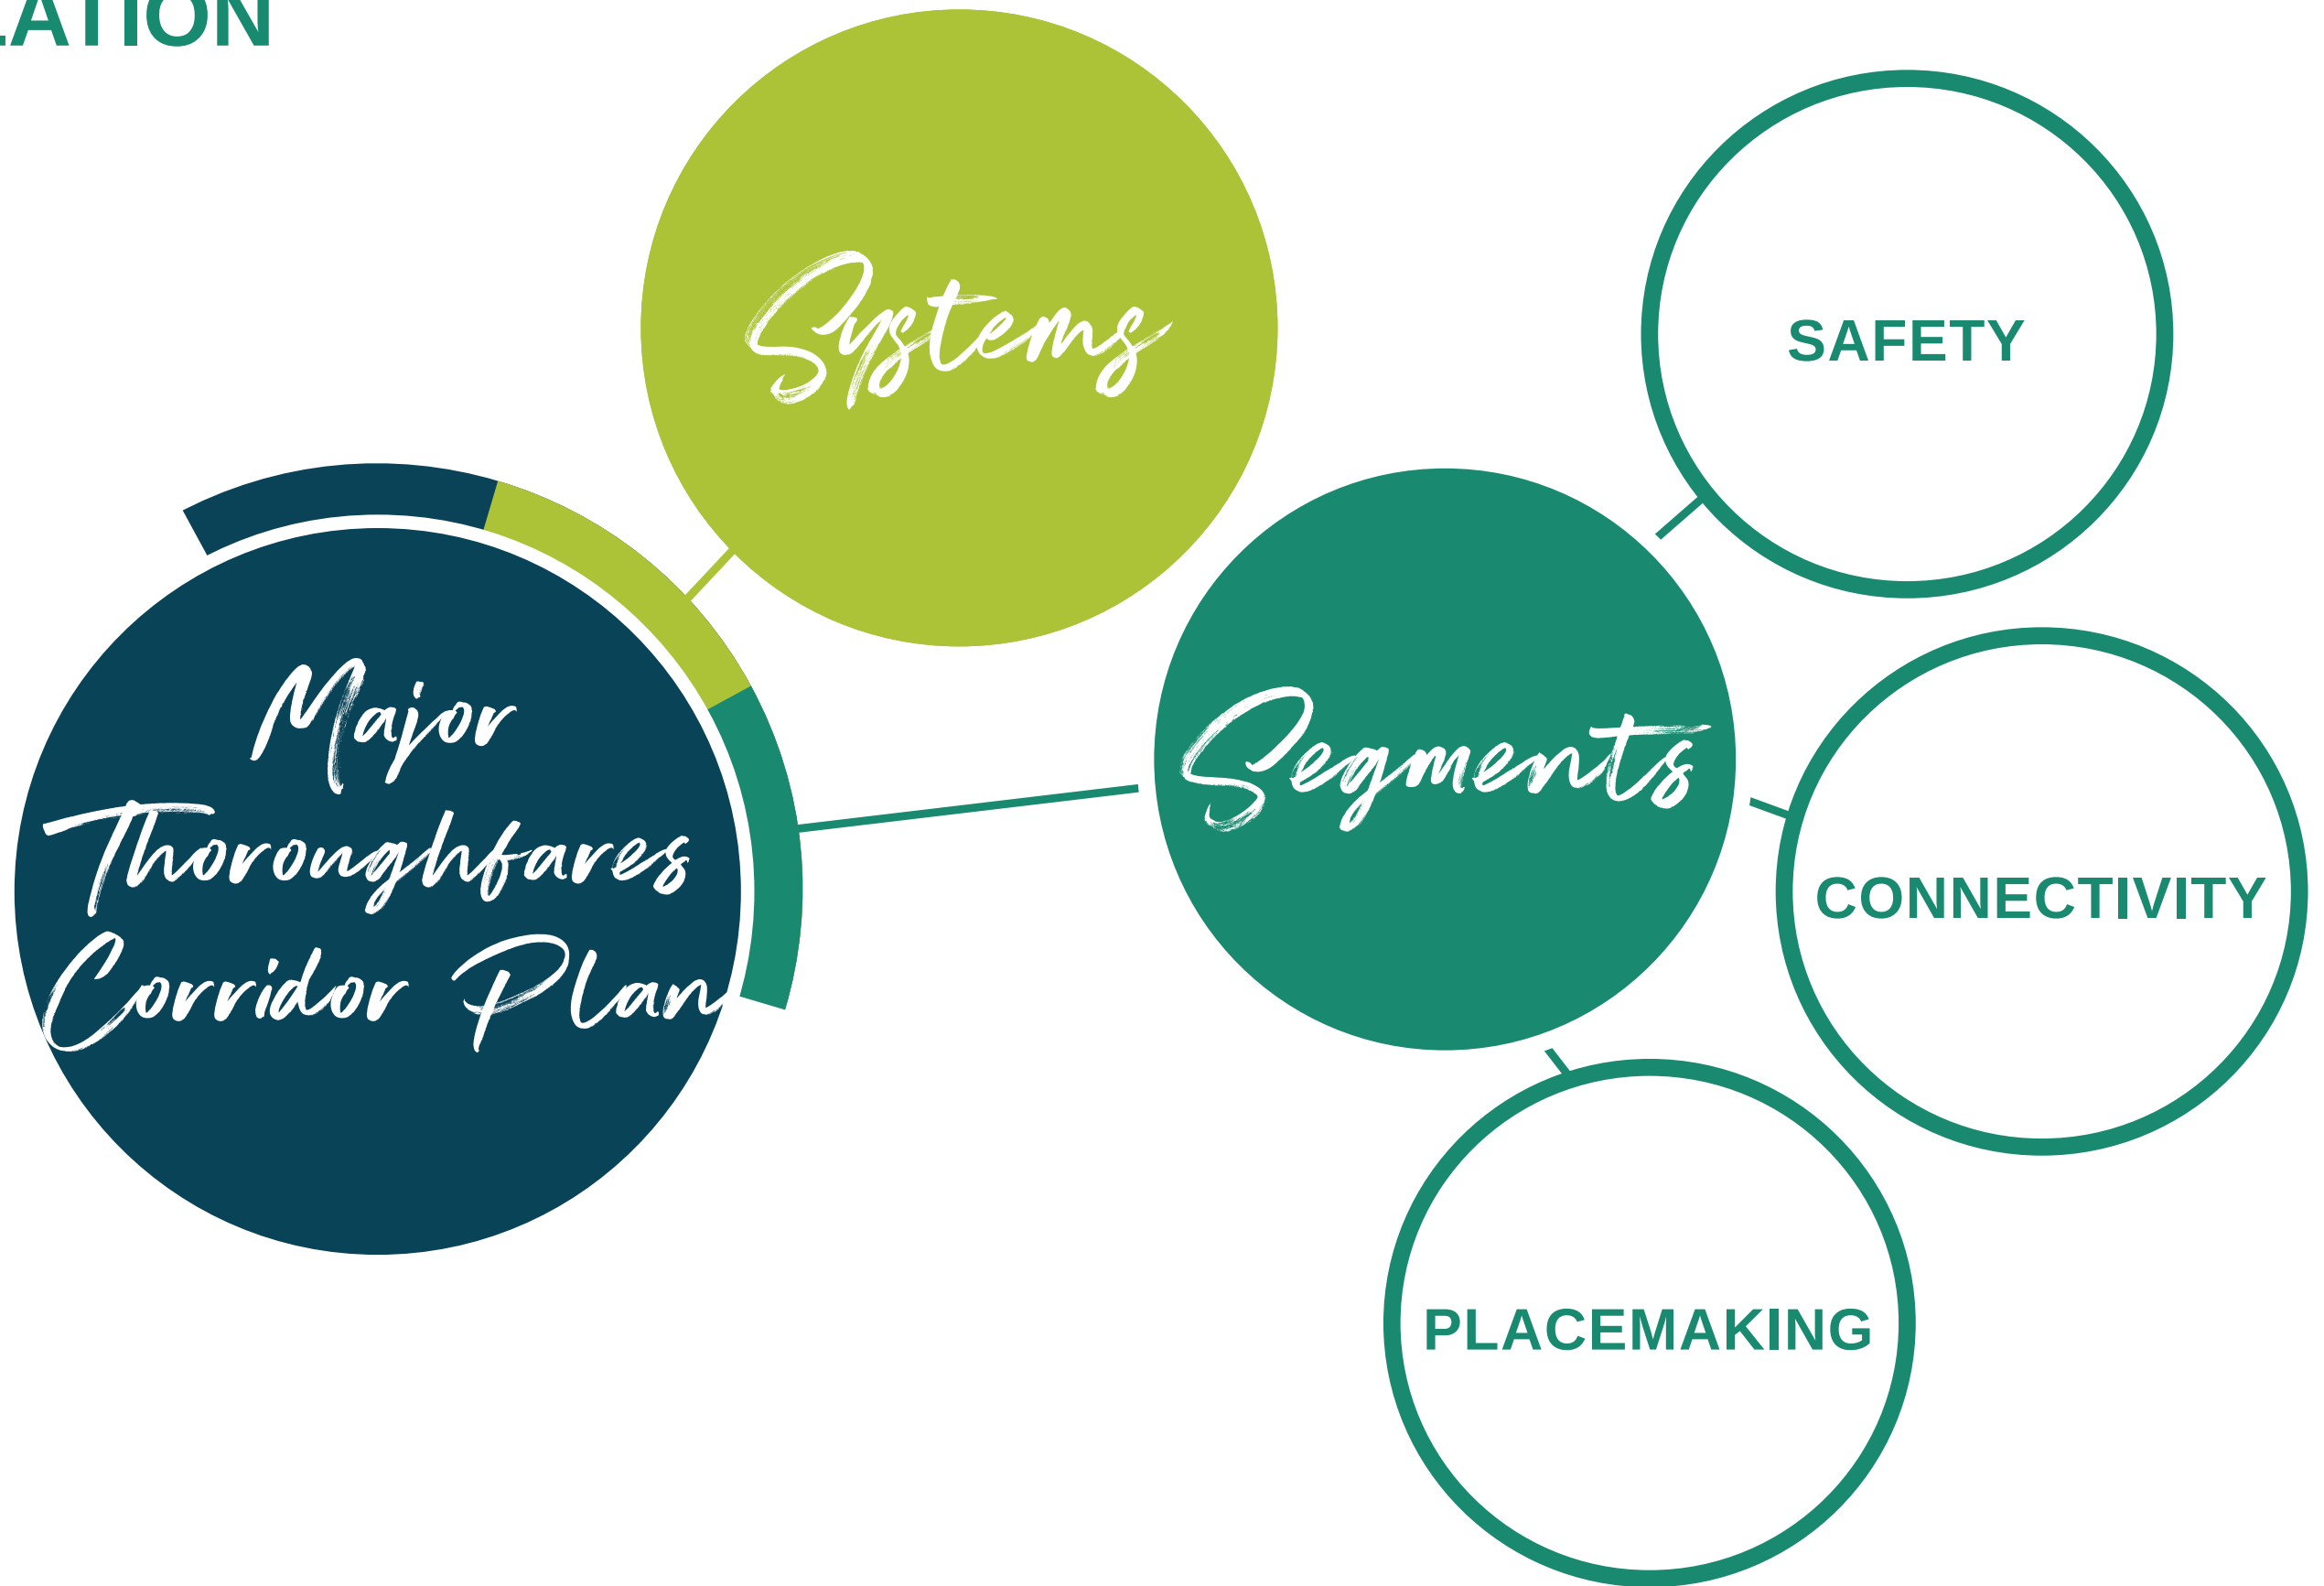 LATION
Systems
SAFETY
Major
Thoroughfares
Corridor Plan
Segments
CONNECTIVITY
PLACEMAKING